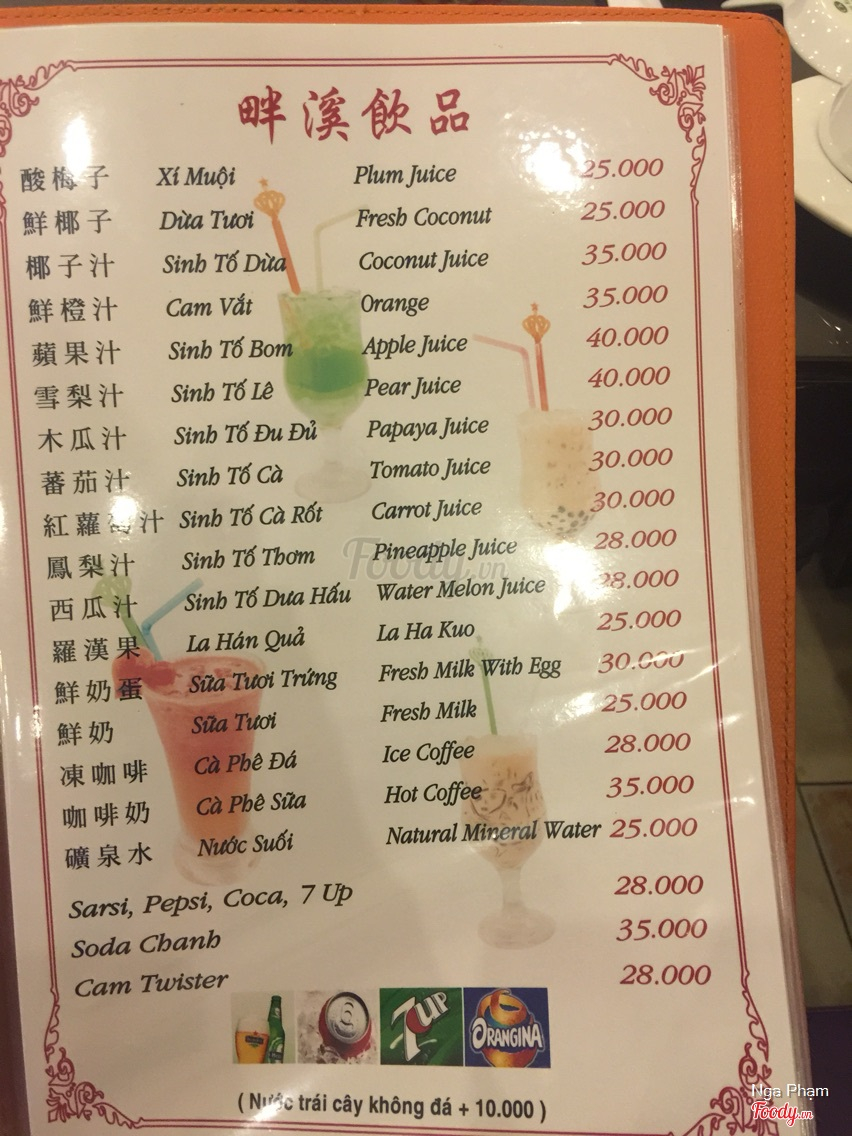 畔溪飲品
酸梅子 Xí Muội Plum Juice 25.000
鮮椰子 Dừa Tươi Fresh Coconut 25.000
椰子汁 Sinh Tố Dừa Coconut Juice 35.000
鮮橙汁 Cam Vắt Orange 35.000
蘋果汁 Sinh Tố Bom Apple Juice 40.000
雪梨汁 Sinh Tố Lê Pear Juice 40.000
木瓜汁 Sinh Tố Đu Đủ Papaya Juice 30.000
蕃茄汁 Sinh Tố Cà Tomato Juice 30.000
紅蘿蔔汁 Sinh Tố Cà Rốt Carrot Juice 30.000
鳳梨汁 Sinh Tố Thơm Pineapple Juice 28.000
西瓜汁 Sinh Tố Dưa Hấu Water Melon Juice 28.000
羅漢果 La Hán Quả La Ha Kuo 25.000
鮮奶蛋 Sữa Tươi Trứng Fresh Milk With Egg 30.000
鮮奶 Sữa Tươi Fresh Milk 25.000
凍咖啡 Cà Phê Đá Ice Coffee 28.000
咖啡奶 Cà Phê Sữa Hot Coffee 35.000
礦泉水 Nước Suối Natural Mineral Water 25.000
Sarsi, Pepsi, Coca, 7 Up 28.000
Soda Chanh 35.000
Cam Twister 28.000
7UP ORANGINA
( Nước trái cây không đá + 10.000 )
Foody.vn
Nga Phạm
Foody.vn